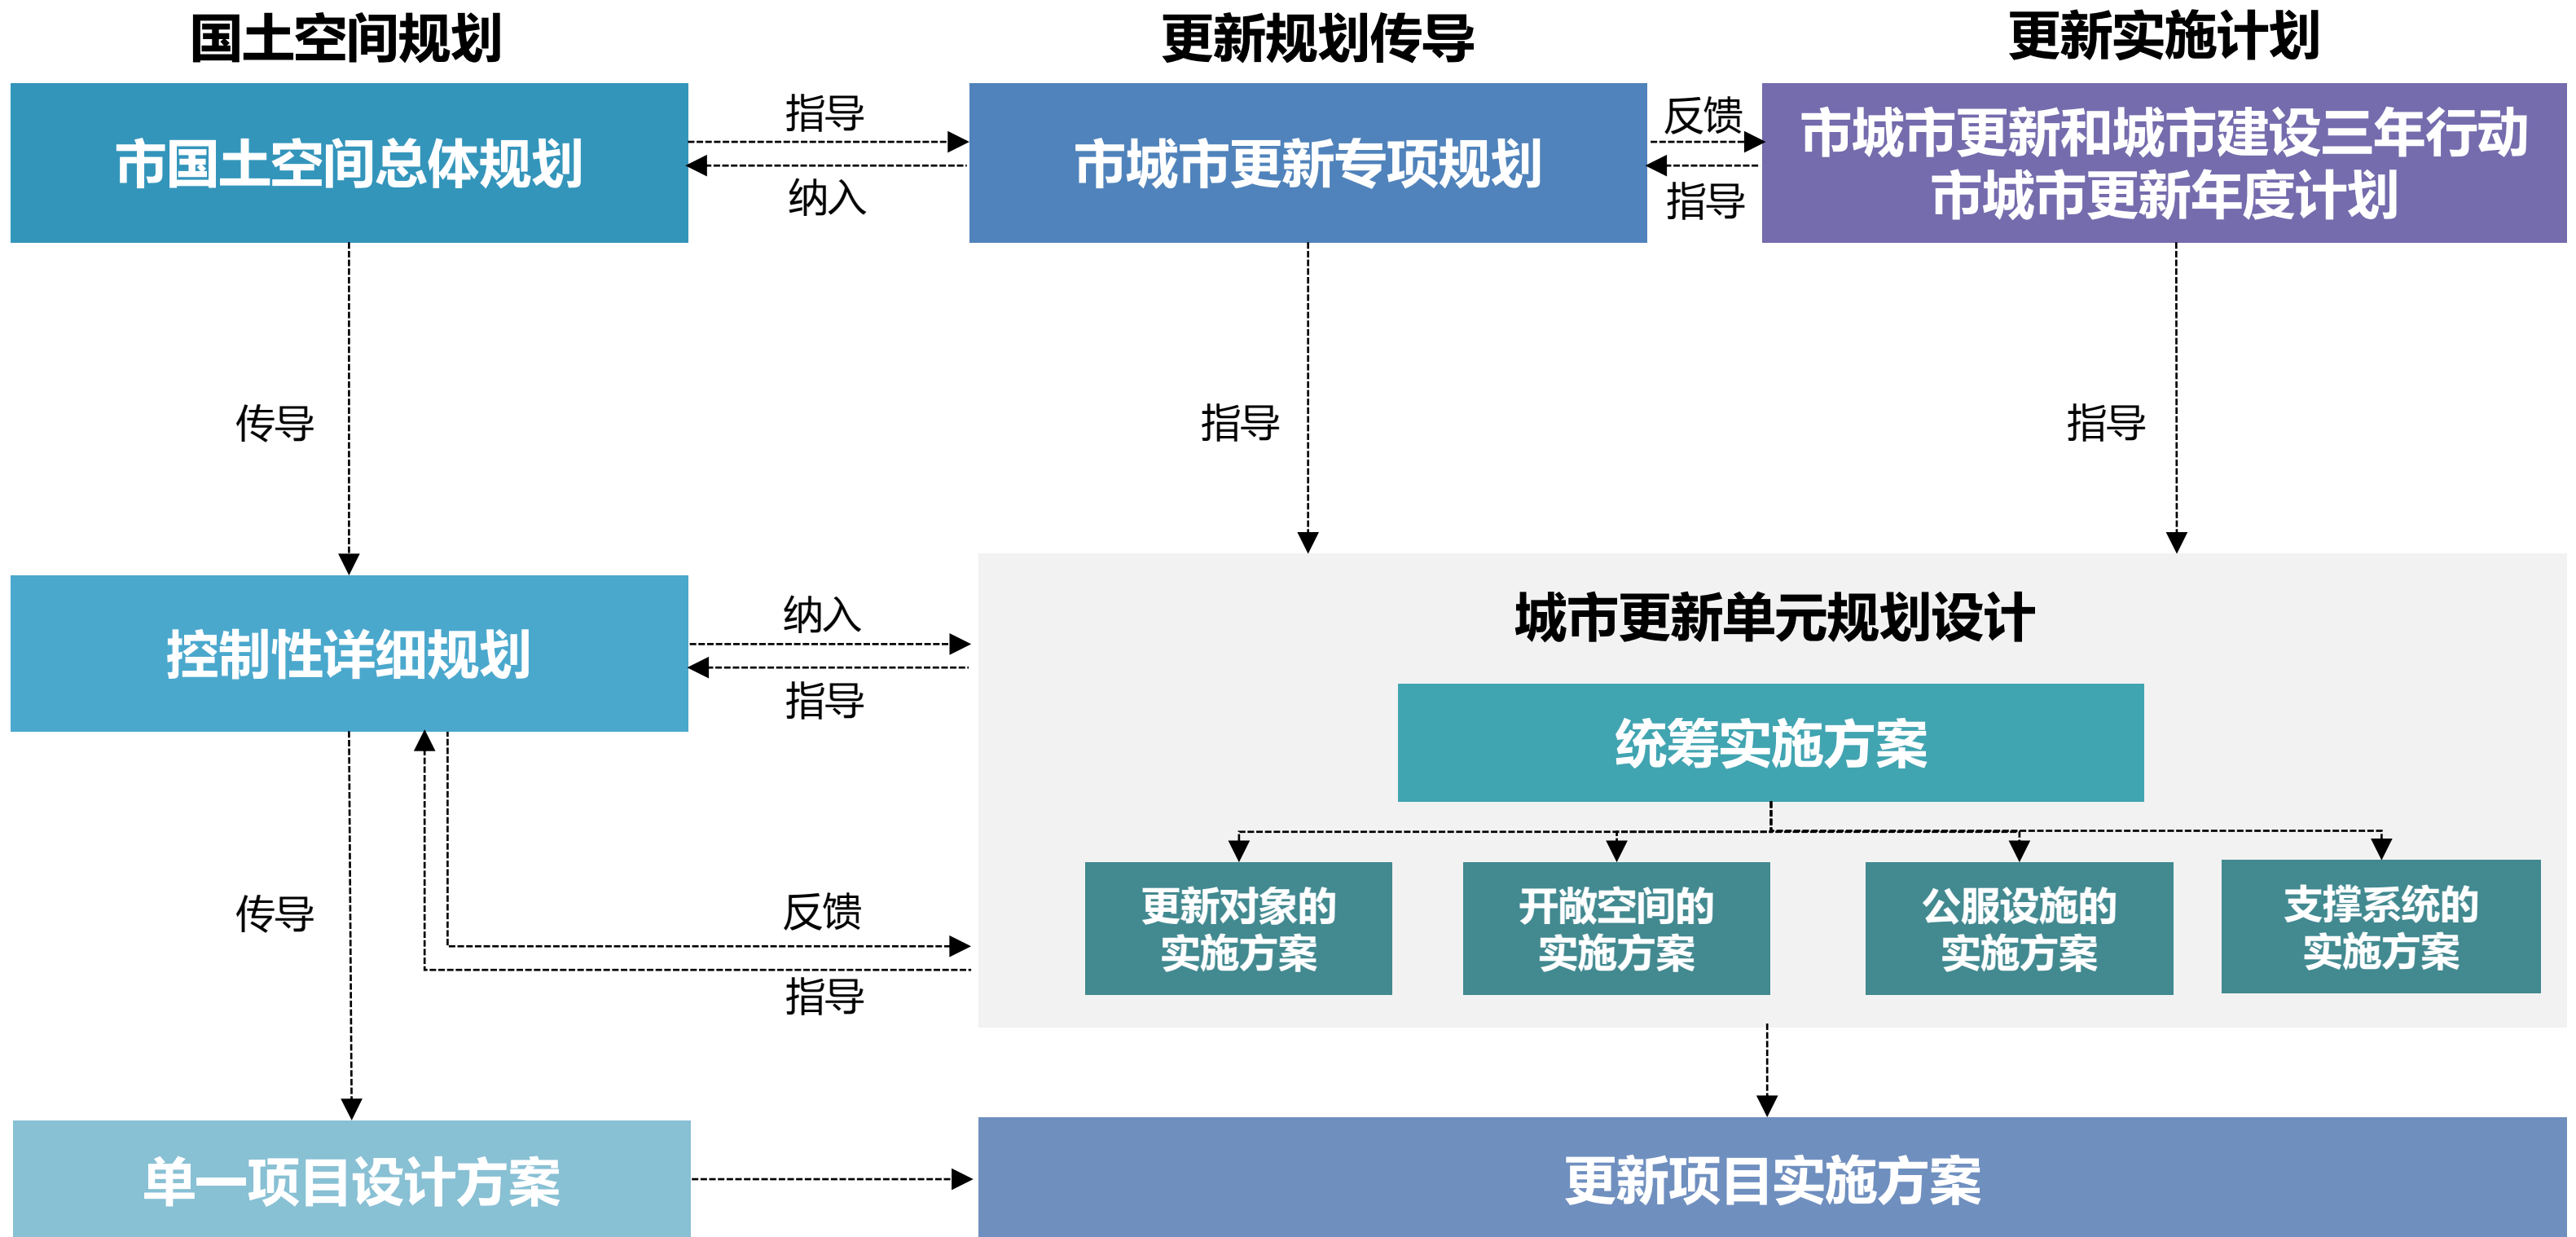 国土空间规划
更新规划传导
更新实施计划
市国土空间总体规划
指导
纳入
市城市更新专项规划
反馈
指导
市城市更新和城市建设三年行动
市城市更新年度计划
传导
指导
指导
控制性详细规划
纳入
指导
城市更新单元规划设计
统筹实施方案
更新对象的
实施方案
开敞空间的
实施方案
公服设施的
实施方案
支撑系统的
实施方案
传导
反馈
指导
单一项目设计方案
更新项目实施方案